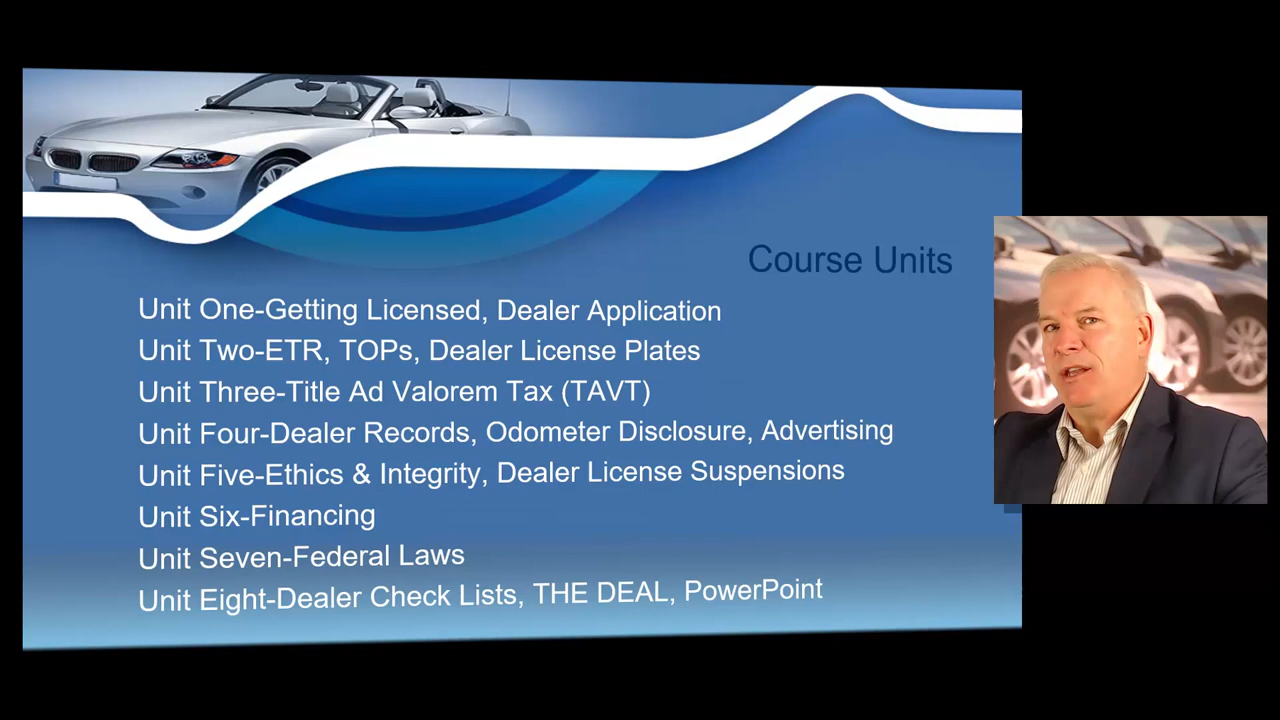 Course Units
Unit One-Getting Licensed, Dealer Application
Unit Two-ETR, TOPs, Dealer License Plates
Unit Three-Title Ad Valorem Tax (TAVT)
Unit Four-Dealer Records, Odometer Disclosure, Advertising
Unit Five-Ethics & Integrity, Dealer License Suspensions
Unit Six-Financing
Unit Seven-Federal Laws
Unit Eight-Dealer Check Lists, THE DEAL, PowerPoint